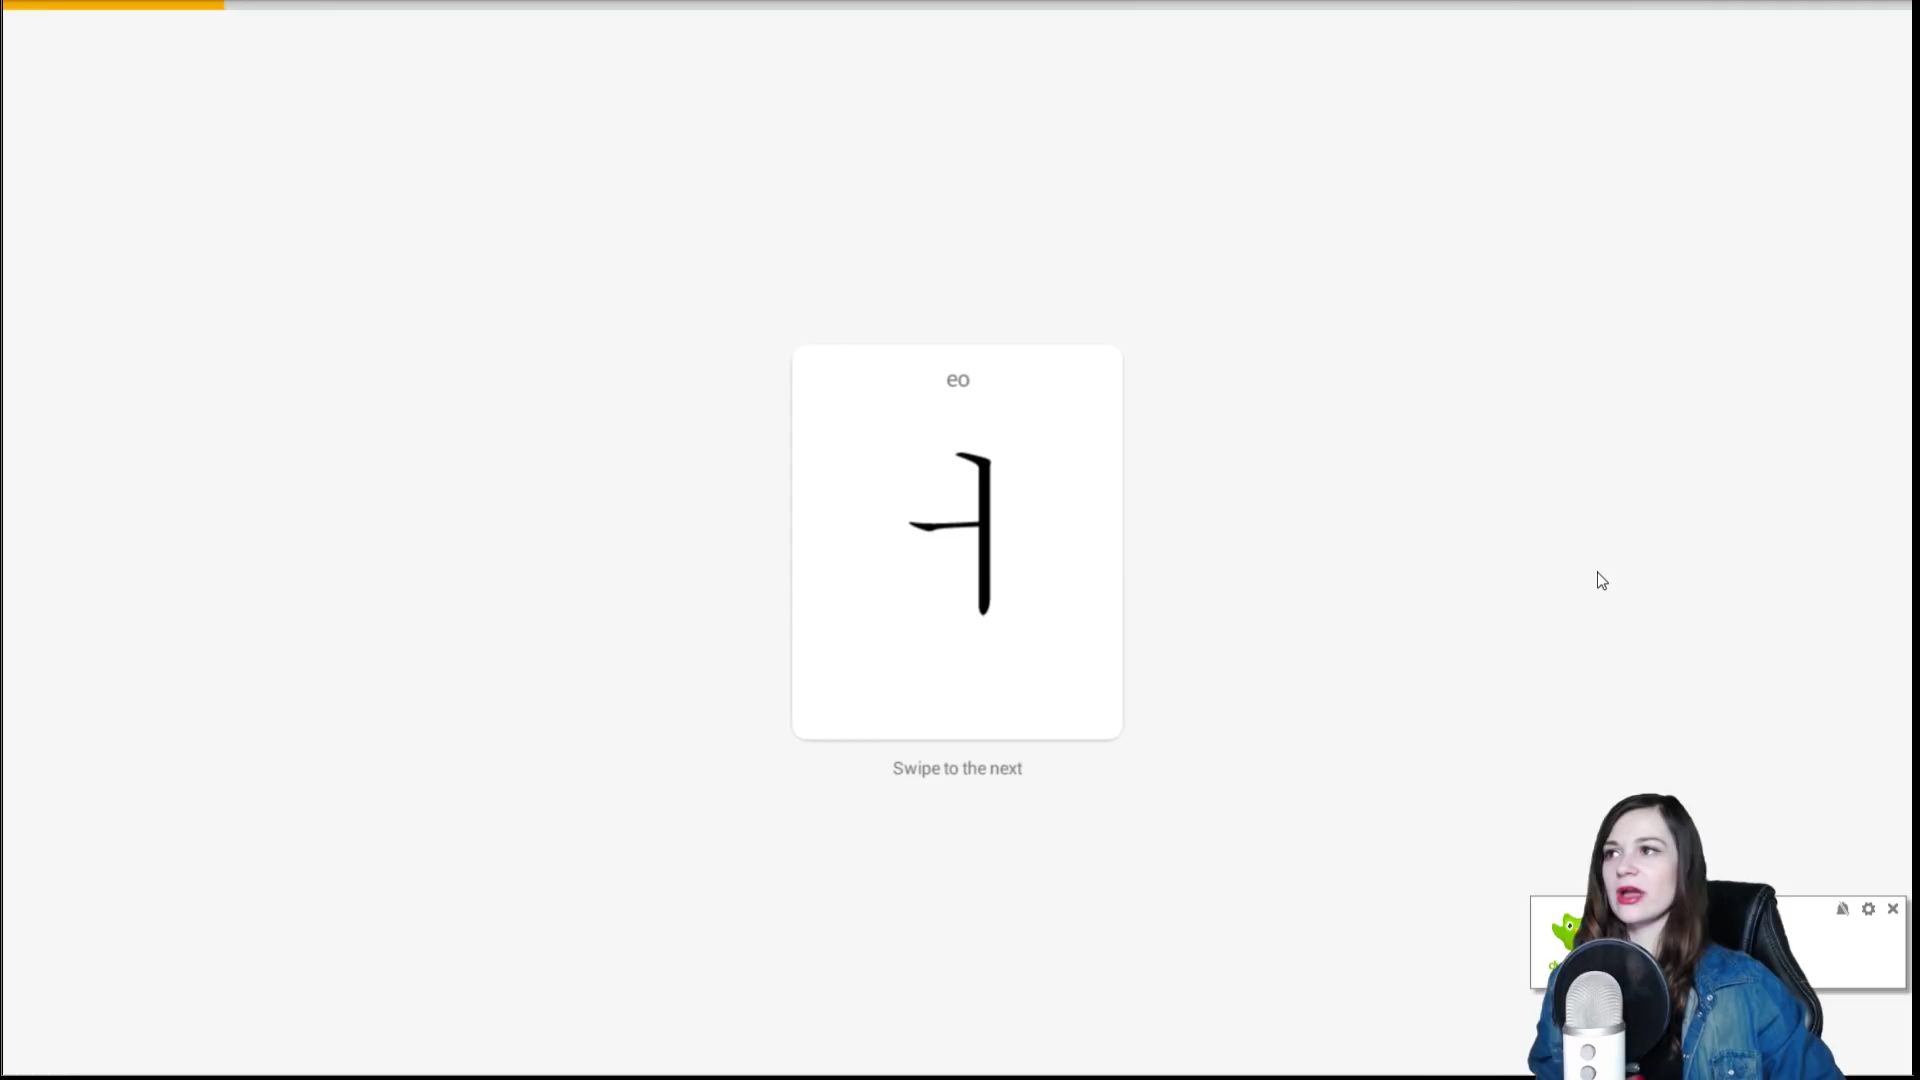 eo
ㅓ
Swipe to the next